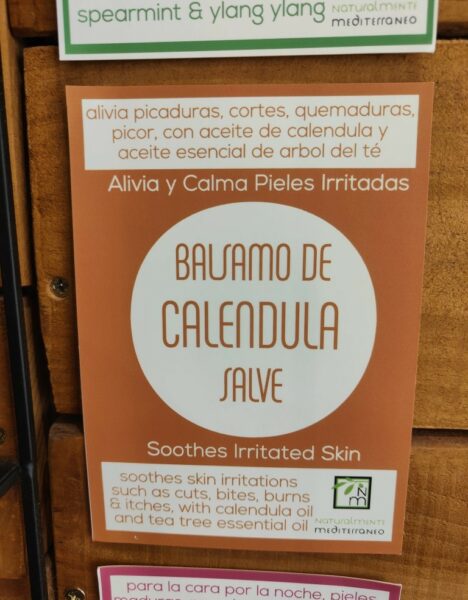 spearmint & ylang ylang
NATURALMENTE
MEDITERRANEO
alivia picaduras, cortes, quemaduras,
picor, con aceite de calendula y
aceite esencial de arbol del té
Alivia y Calma Pieles Irritadas
BALSAMO DE
CALENDULA
SALVE
Soothes Irritated Skin
soothes skin irritations
such as cuts, bites, burns
& itches, with calendula oil
and tea tree essential oil
N
m
NATURALMENTE
MEDITERRANEO
para la cara por la noche, pieles